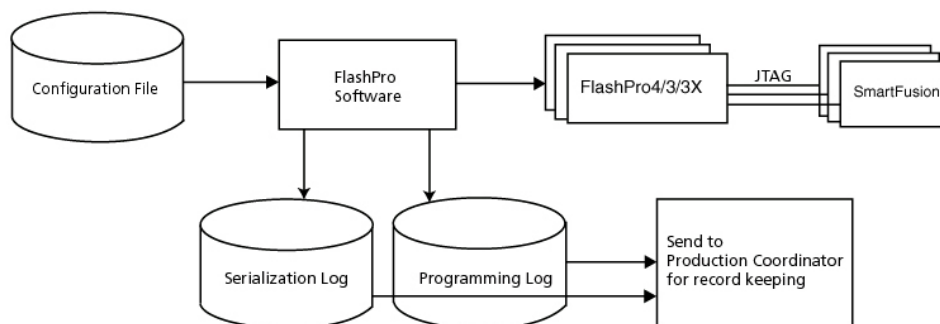 Configuration File
FlashPro
Software
FlashPro4/3/3X
JTAG
SmartFusion
Serialization Log
Programming Log
Send to
Production Coordinator
for record keeping